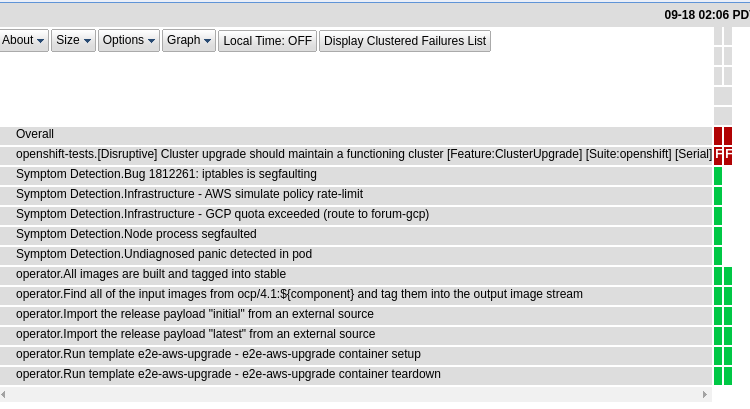 09-18 02:06 PD
About
Size
Options
Graph
Local Time: OFF
Display Clustered Failures List
Overall
openshift-tests.[Disruptive] Cluster upgrade should maintain a functioning cluster [Feature:ClusterUpgrade] [Suite:openshift] [Serial] F F
Symptom Detection.Bug 1812261: iptables is segfaulting
Symptom Detection.Infrastructure - AWS simulate policy rate-limit
Symptom Detection.Infrastructure - GCP quota exceeded (route to forum-gcp)
Symptom Detection.Node process segfaulted
Symptom Detection.Undiagnosed panic detected in pod
operator.All images are built and tagged into stable
operator.Find all of the input images from ocp/4.1:${component} and tag them into the output image stream
operator.Import the release payload "initial" from an external source
operator.Import the release payload "latest" from an external source
operator.Run template e2e-aws-upgrade - e2e-aws-upgrade container setup
operator.Run template e2e-aws-upgrade - e2e-aws-upgrade container teardown